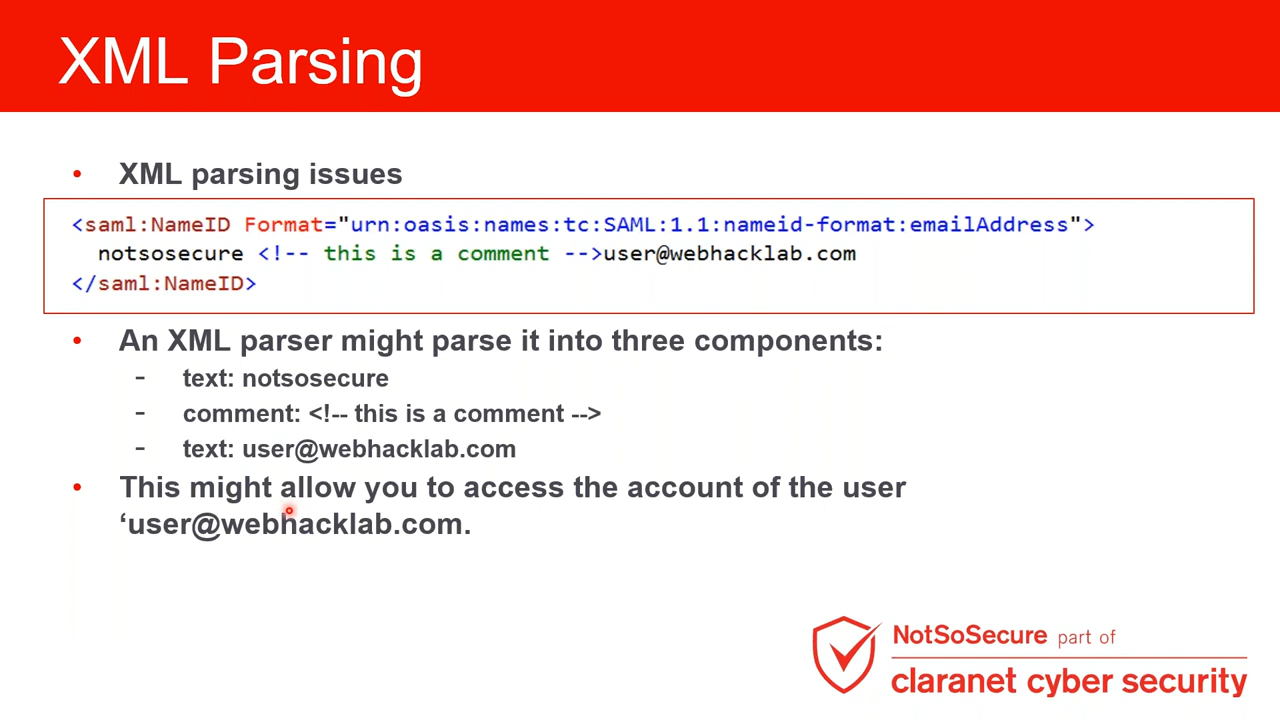 XML Parsing
• XML parsing issues
<saml:NameID Format="urn:oasis:names:tc:SAML:1.1:nameid-format:emailAddress">
notsosecure <!-- this is a comment -->user@webhacklab.com
</saml:NameID>
• An XML parser might parse it into three components:
- text: notsosecure
- comment: <!-- this is a comment -->
- text: user@webhacklab.com
• This might allow you to access the account of the user
‘user@webhacklab.com.
NotSoSecure part of
claranet cyber security